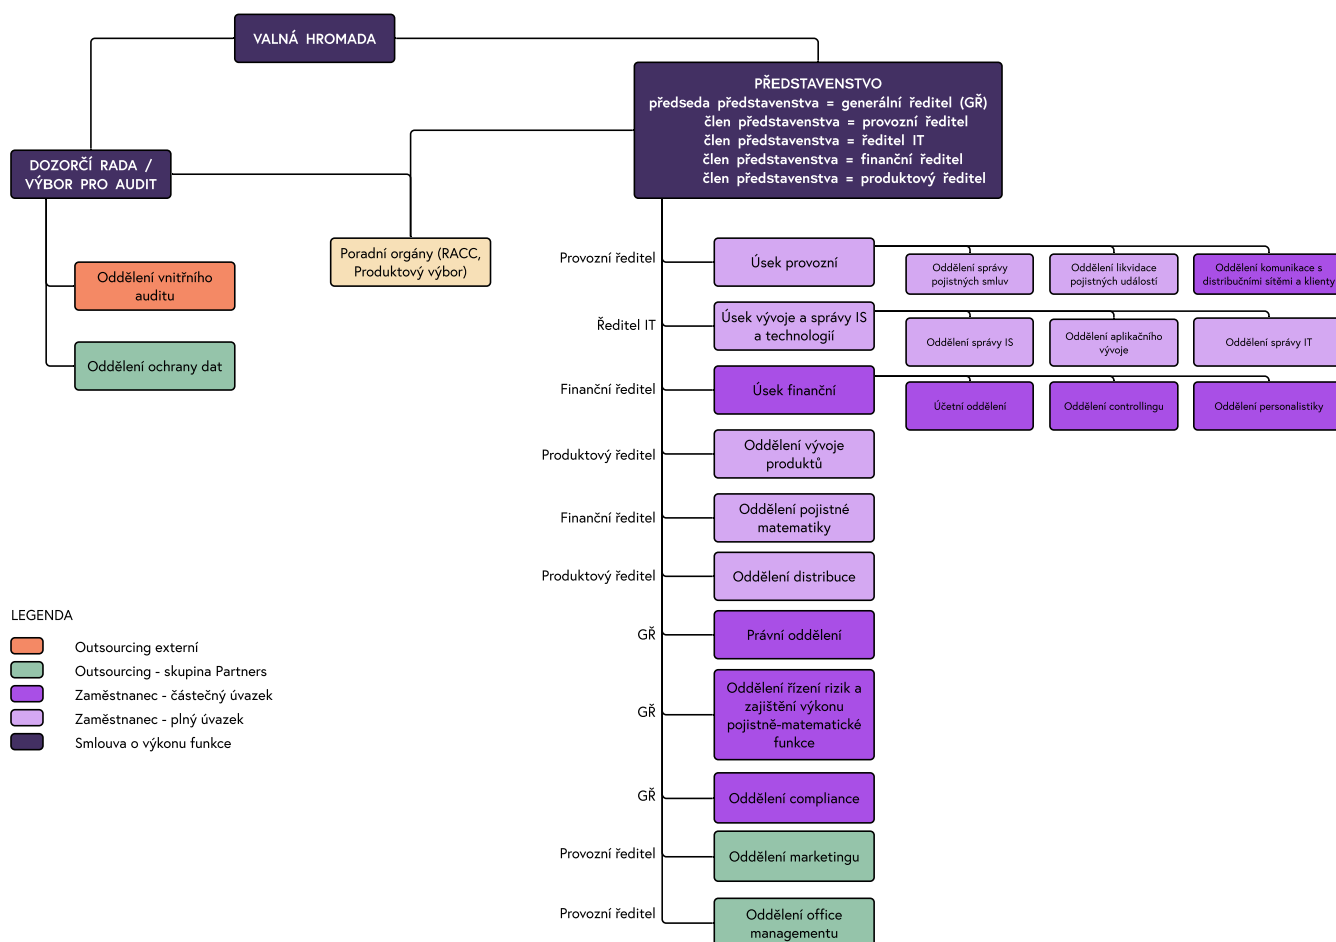 VALNÁ HROMADA
PŘEDSTAVENSTVO
předseda představenstva = generální ředitel (GŘ)
člen představenstva = provozní ředitel
člen představenstva = ředitel IT
člen představenstva = finanční ředitel
člen představenstva = produktový ředitel
DOZORČÍ RADA /
VÝBOR PRO AUDIT
Oddělení vnitřního
auditu
Oddělení ochrany dat
Poradní orgány (RACC,
Produktový výbor)
Provozní ředitel
Úsek provozní
Oddělení správy
pojistných smluv
Oddělení likvidace
pojistných událostí
Oddělení komunikace s
distribučními sítěmi a klienty
Ředitel IT
Úsek vývoje a správy IS
a technologií
Oddělení správy IS
Oddělení aplikačního
vývoje
Oddělení správy IT
Finanční ředitel
Úsek finanční
Účetní oddělení
Oddělení controllingu
Oddělení personalistiky
Produktový ředitel
Oddělení vývoje
produktů
Finanční ředitel
Oddělení pojistné
matematiky
Produktový ředitel
Oddělení distribuce
GŘ
Právní oddělení
GŘ
Oddělení řízení rizik a
zajištění výkonu
pojistně-matematické
funkce
GŘ
Oddělení compliance
Provozní ředitel
Oddělení marketingu
Provozní ředitel
Oddělení office
managementu
LEGENDA
Outsourcing externí
Outsourcing - skupina Partners
Zaměstnanec - částečný úvazek
Zaměstnanec - plný úvazek
Smlouva o výkonu funkce